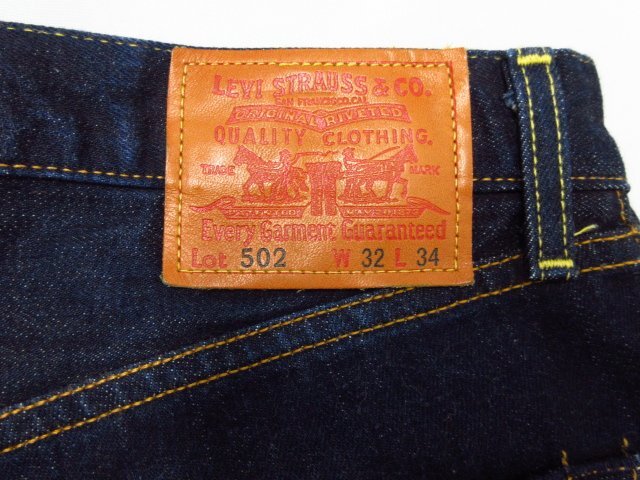 LEVI STRAUSS & CO.
SAN FRANCISCO, CAL.
ORIGINAL RIVETED
QUALITY CLOTHING.
TRADE MARK
Every Garment Guaranteed
Lot 502 W 32 L 34